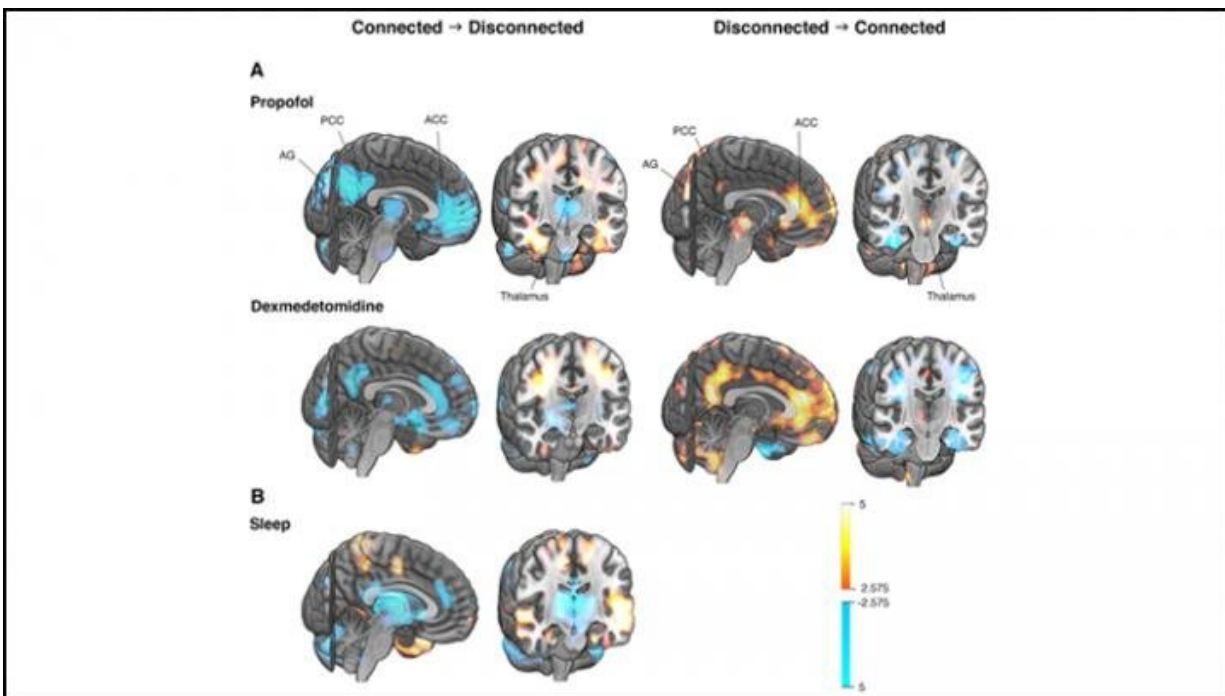 Connected → Disconnected
Disconnected → Connected
A
Propofol
PCC
ACC
AG
Thalamus
PCC
ACC
AG
Thalamus
Dexmedetomidine
B
Sleep
5
2.575
-2.575
5